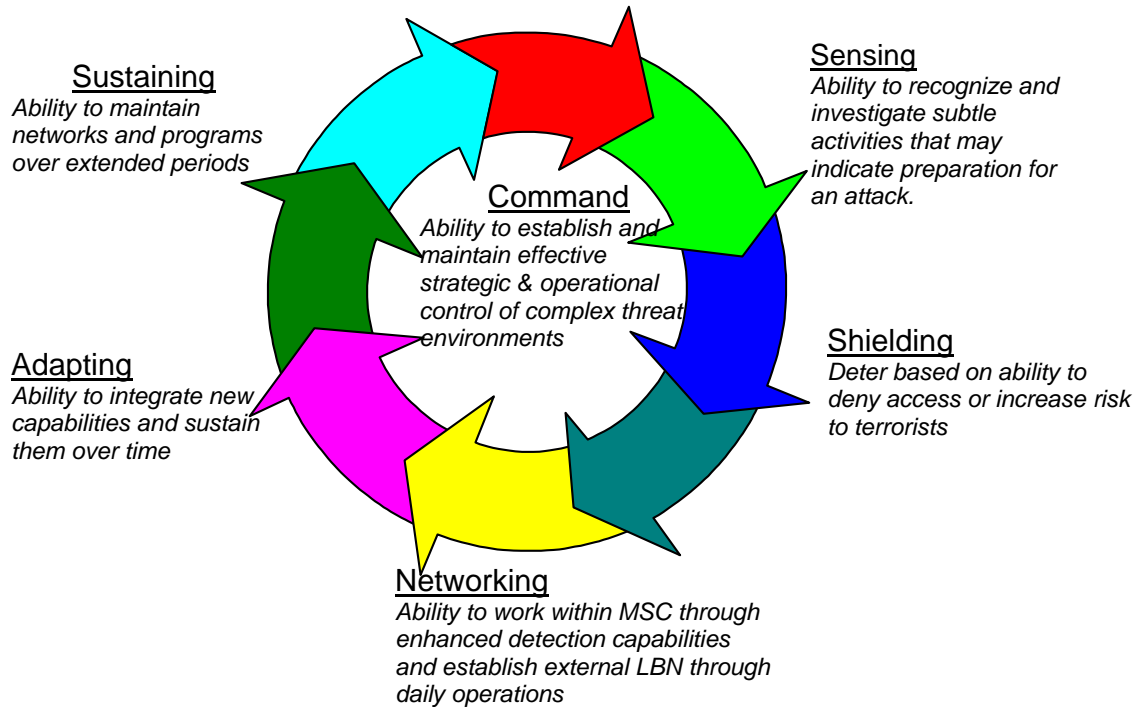 Sustaining
Ability to maintain
networks and programs
over extended periods
Sensing
Ability to recognize and
investigate subtle
activities that may
indicate preparation for
an attack.
Command
Ability to establish and
maintain effective
strategic & operational
control of complex threat
environments
Adapting
Ability to integrate new
capabilities and sustain
them over time
Shielding
Deter based on ability to
deny access or increase risk
to terrorists
Networking
Ability to work within MSC through
enhanced detection capabilities
and establish external LBN through
daily operations